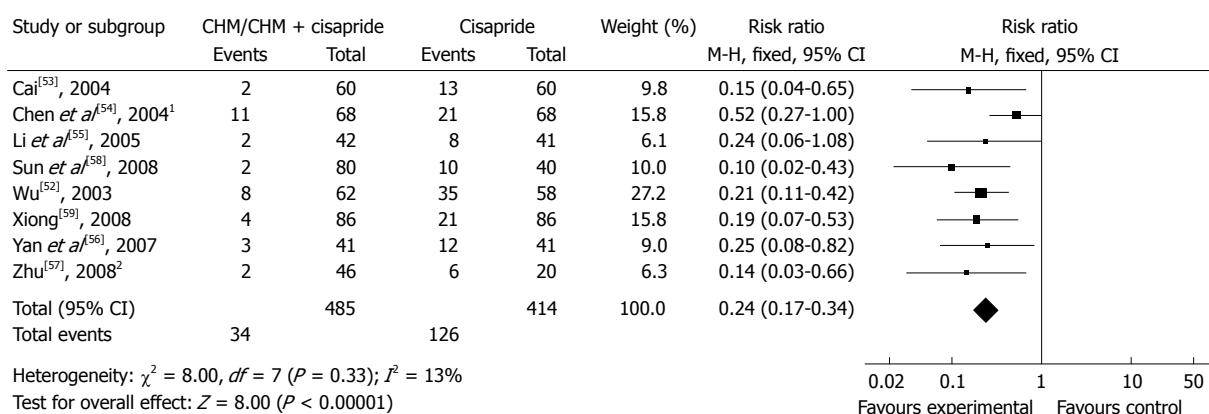 Study or subgroup CHM/CHM + cisapride Cisapride Weight (%) Risk ratio Risk ratio
Events Total Events Total M-H, fixed, 95% CI M-H, fixed, 95% CI
Cai[53], 2004 2 60 13 60 9.8 0.15 (0.04-0.65)
Chen et al[54], 2004¹ 11 68 21 68 15.8 0.52 (0.27-1.00)
Li et al[55], 2005 2 42 8 41 6.1 0.24 (0.06-1.08)
Sun et al[58], 2008 2 80 10 40 10.0 0.10 (0.02-0.43)
Wu[52], 2003 8 62 35 58 27.2 0.21 (0.11-0.42)
Xiong[59], 2008 4 86 21 86 15.8 0.19 (0.07-0.53)
Yan et al[56], 2007 3 41 12 41 9.0 0.25 (0.08-0.82)
Zhu[57], 2008² 2 46 6 20 6.3 0.14 (0.03-0.66)
Total (95% CI) 485 414 100.0 0.24 (0.17-0.34)
Total events 34 126
Heterogeneity: χ² = 8.00, df = 7 (P = 0.33); I² = 13%
Test for overall effect: Z = 8.00 (P < 0.00001)
0.02 0.1 1 10 50
Favours experimental Favours control